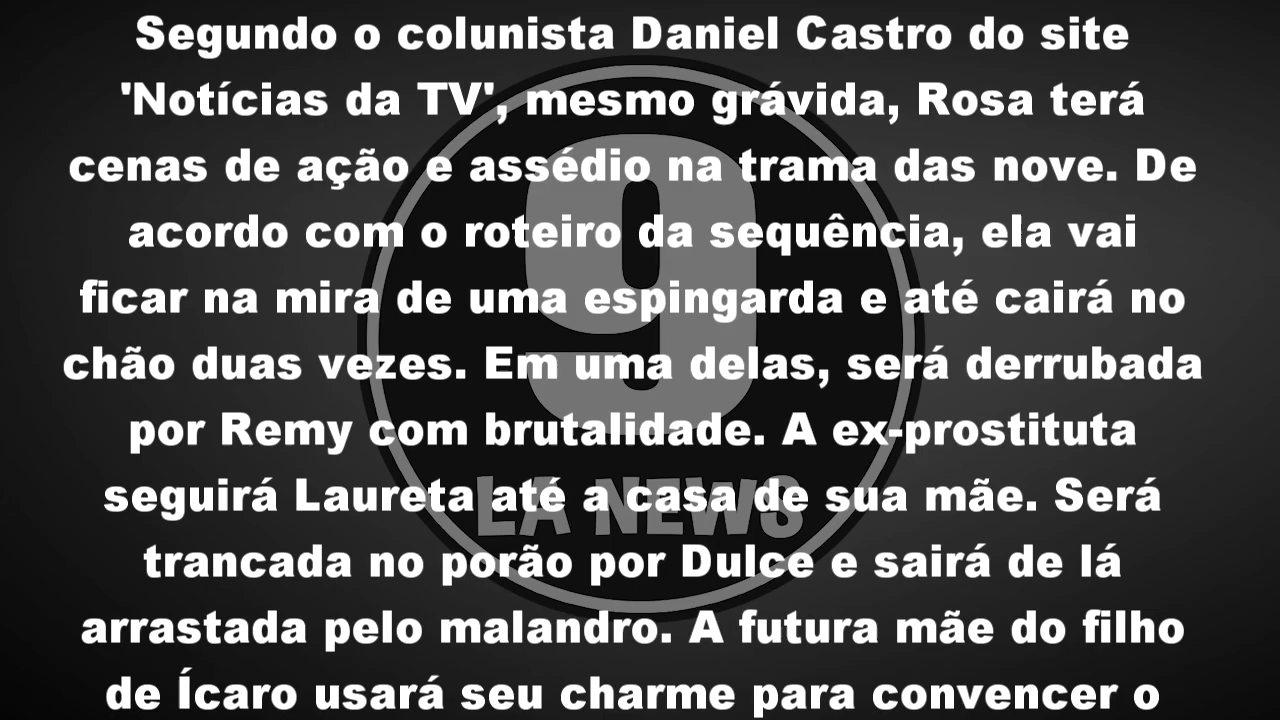 Segundo o colunista Daniel Castro do site
'Notícias da TV', mesmo grávida, Rosa terá
cenas de ação e assédio na trama das nove. De
acordo com o roteiro da sequência, ela vai
ficar na mira de uma espingarda e até cairá no
chão duas vezes. Em uma delas, será derrubada
por Remy com brutalidade. A ex-prostituta
seguirá Laureta até a casa de sua mãe. Será
trancada no porão por Dulce e sairá de lá
arrastada pelo malandro. A futura mãe do filho
de Ícaro usará seu charme para convencer o
9
LA NEWS